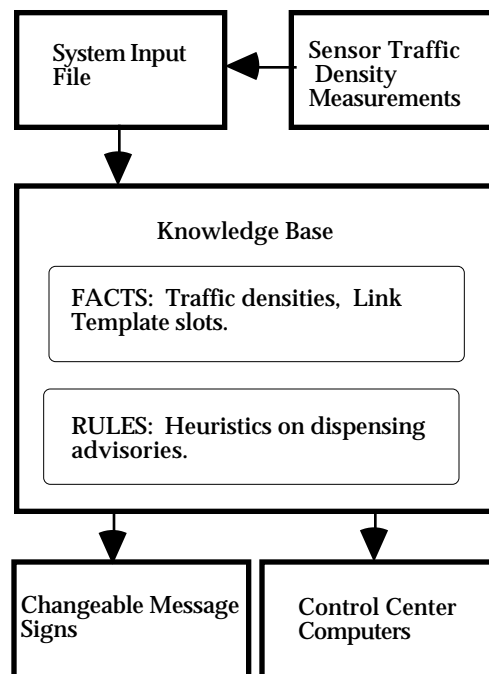 System Input
File
Sensor Traffic
Density
Measurements
Knowledge Base
FACTS: Traffic densities, Link
Template slots.
RULES: Heuristics on dispensing
advisories.
Changeable Message
Signs
Control Center
Computers